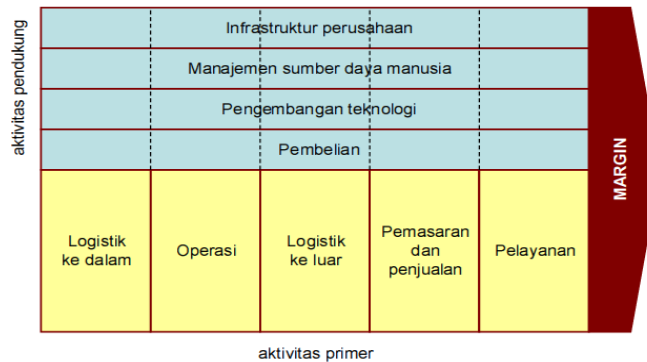 aktivitas pendukung
Infrastruktur perusahaan
Manajemen sumber daya manusia
Pengembangan teknologi
Pembelian
Logistik
ke dalam
Operasi
Logistik
ke luar
Pemasaran
dan
penjualan
Pelayanan
MARGIN
aktivitas primer